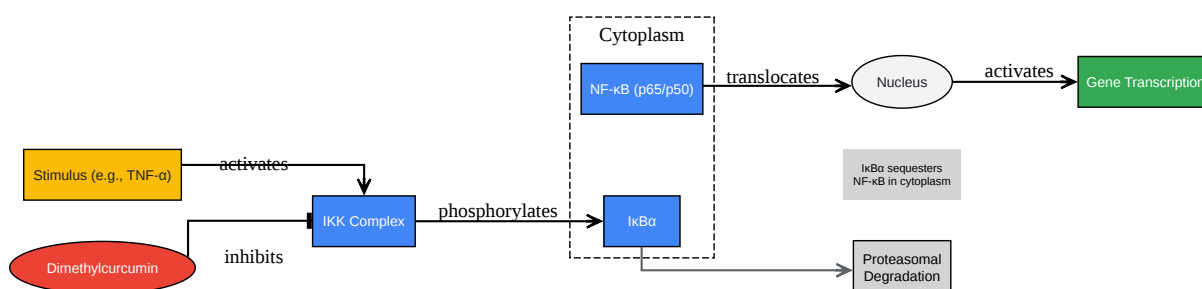 Cytoplasm
NF-κB (p65/p50)
translocates
Nucleus
activates
Gene Transcription
Stimulus (e.g., TNF-α)
activates
IκBα sequesters
NF-κB in cytoplasm
IKK Complex
phosphorylates
IκBα
Dimethylcurcumin
inhibits
Proteasomal
Degradation